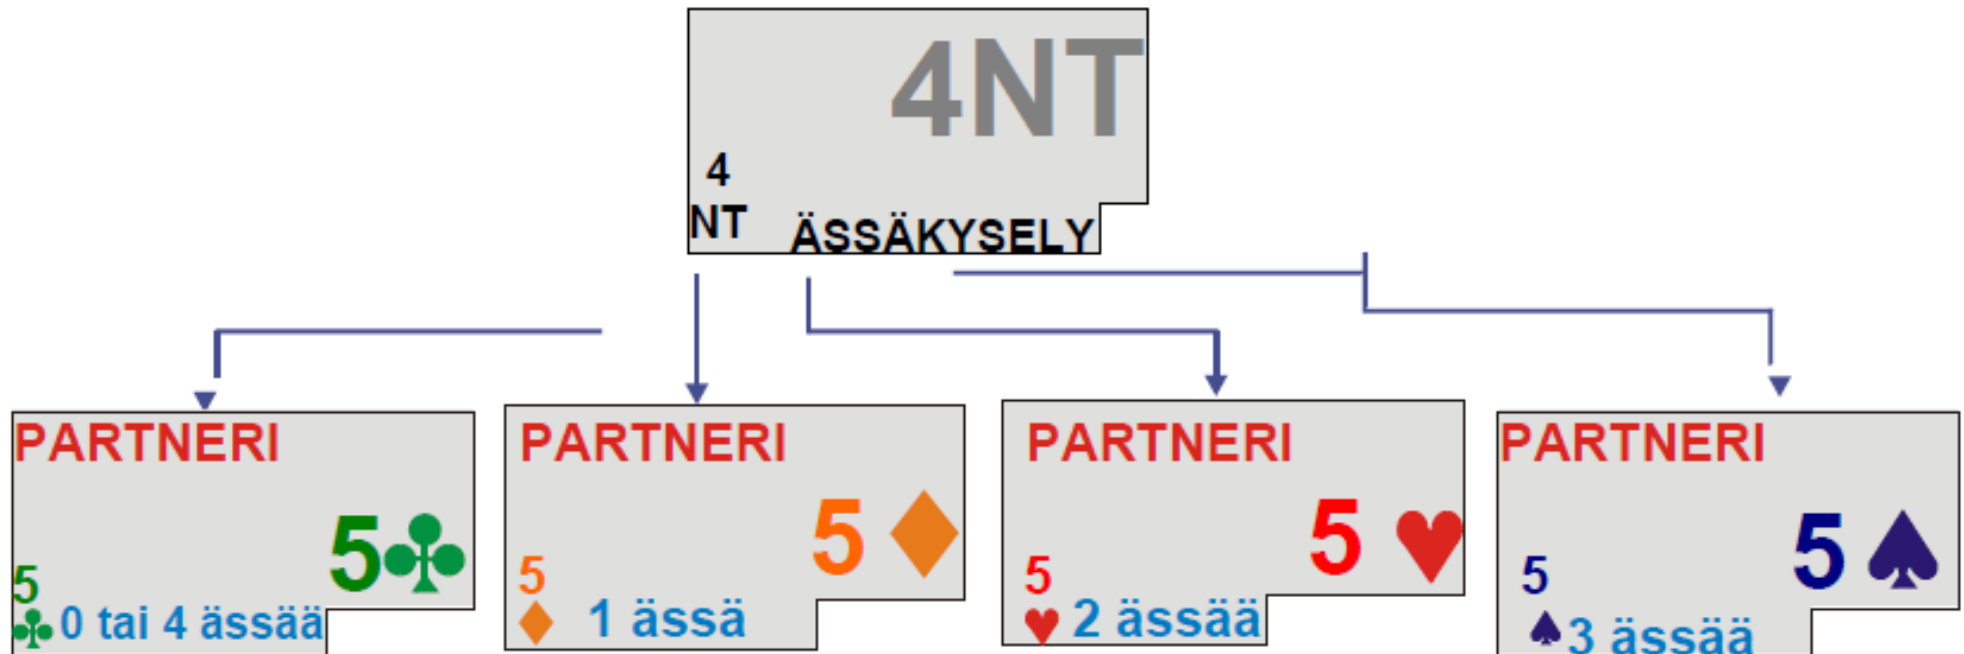 4NT
4
NT ÄSSÄKYSELY
PARTNERI
5♣
5
♣ 0 tai 4 ässää
PARTNERI
5 ♦
5
♦ 1 ässä
PARTNERI
5 ♥
5
♥ 2 ässää
PARTNERI
5 ♠
5
♠ 3 ässää